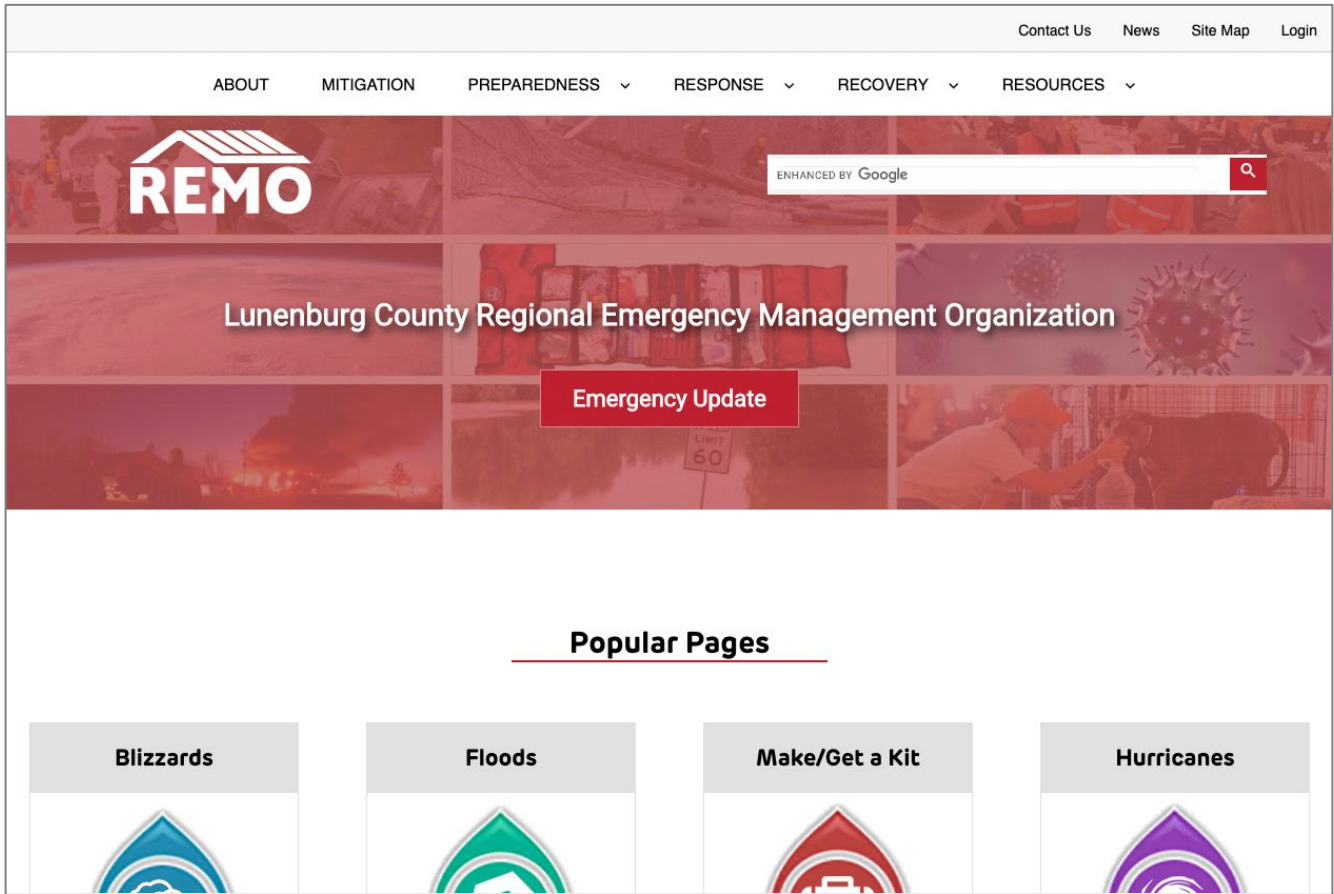 Contact Us News Site Map Login
ABOUT MITIGATION PREPAREDNESS RESPONSE RECOVERY RESOURCES
REMO
ENHANCED BY Google
Lunenburg County Regional Emergency Management Organization
Emergency Update
LIMIT
60
Popular Pages
Blizzards Floods Make/Get a Kit Hurricanes